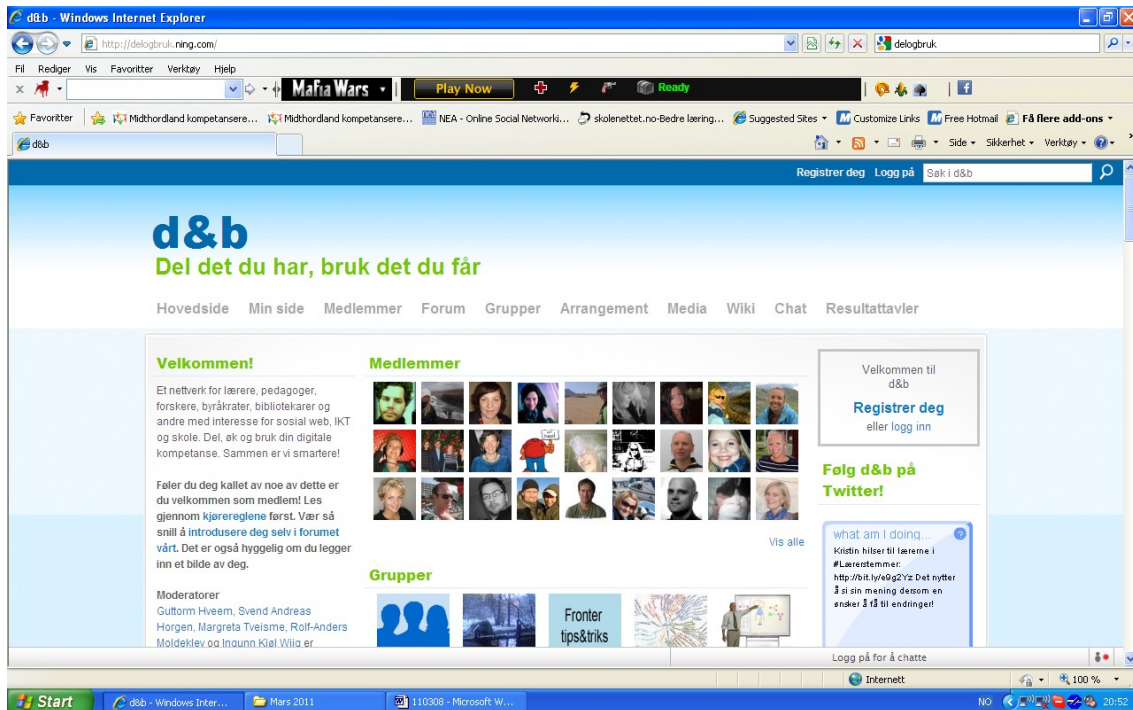 d&b - Windows Internet Explorer
http://delogbruk.ning.com/
delogbruk
Fil Rediger Vis Favoritter Verktøy Hjelp
Mafia Wars Play Now Ready
Favoritter Midthordland kompetansere... Midthordland kompetansere... NEA - Online Social Networki... skolenettet.no-Bedre læring... Suggested Sites Customize Links Free Hotmail Få flere add-ons
d&b
Side Sikkerhet Verktøy
Registrer deg Logg på Søk i d&b
d&b
Del det du har, bruk det du får
Hovedside Min side Medlemmer Forum Grupper Arrangement Media Wiki Chat Resultattavler
Velkommen!
Et nettverk for lærere, pedagoger,
forskere, byråkrater, bibliotekarer og
andre med interesse for sosial web, IKT
og skole. Del, øk og bruk din digitale
kompetanse. Sammen er vi smartere!
Føler du deg kallet av noe av dette er
du velkommen som medlem! Les
gjennom kjørereglene først. Vær så
snill å introdusere deg selv i forumet
vårt. Det er også hyggelig om du legger
inn et bilde av deg.
Moderatorer
Guttorm Hveem, Svend Andreas
Horgen, Margreta Tveisme, Rolf-Anders
Moldeklev og Ingunn Kjøl Wiig er
Medlemmer
Vis alle
Grupper
Fronter
tips&triks
Velkommen til
d&b
Registrer deg
eller logg inn
Følg d&b på
Twitter!
what am I doing...
Kristin hilser til lærerne i
#Lærerstemmer:
http://bit.ly/e9g2Yz Det nytter
å si sin mening dersom en
ønsker å få til endringer!
Logg på for å chatte
Internett 100 %
Start d&b - Windows Inter... Mars 2011 110308 - Microsoft W... NO 20:52